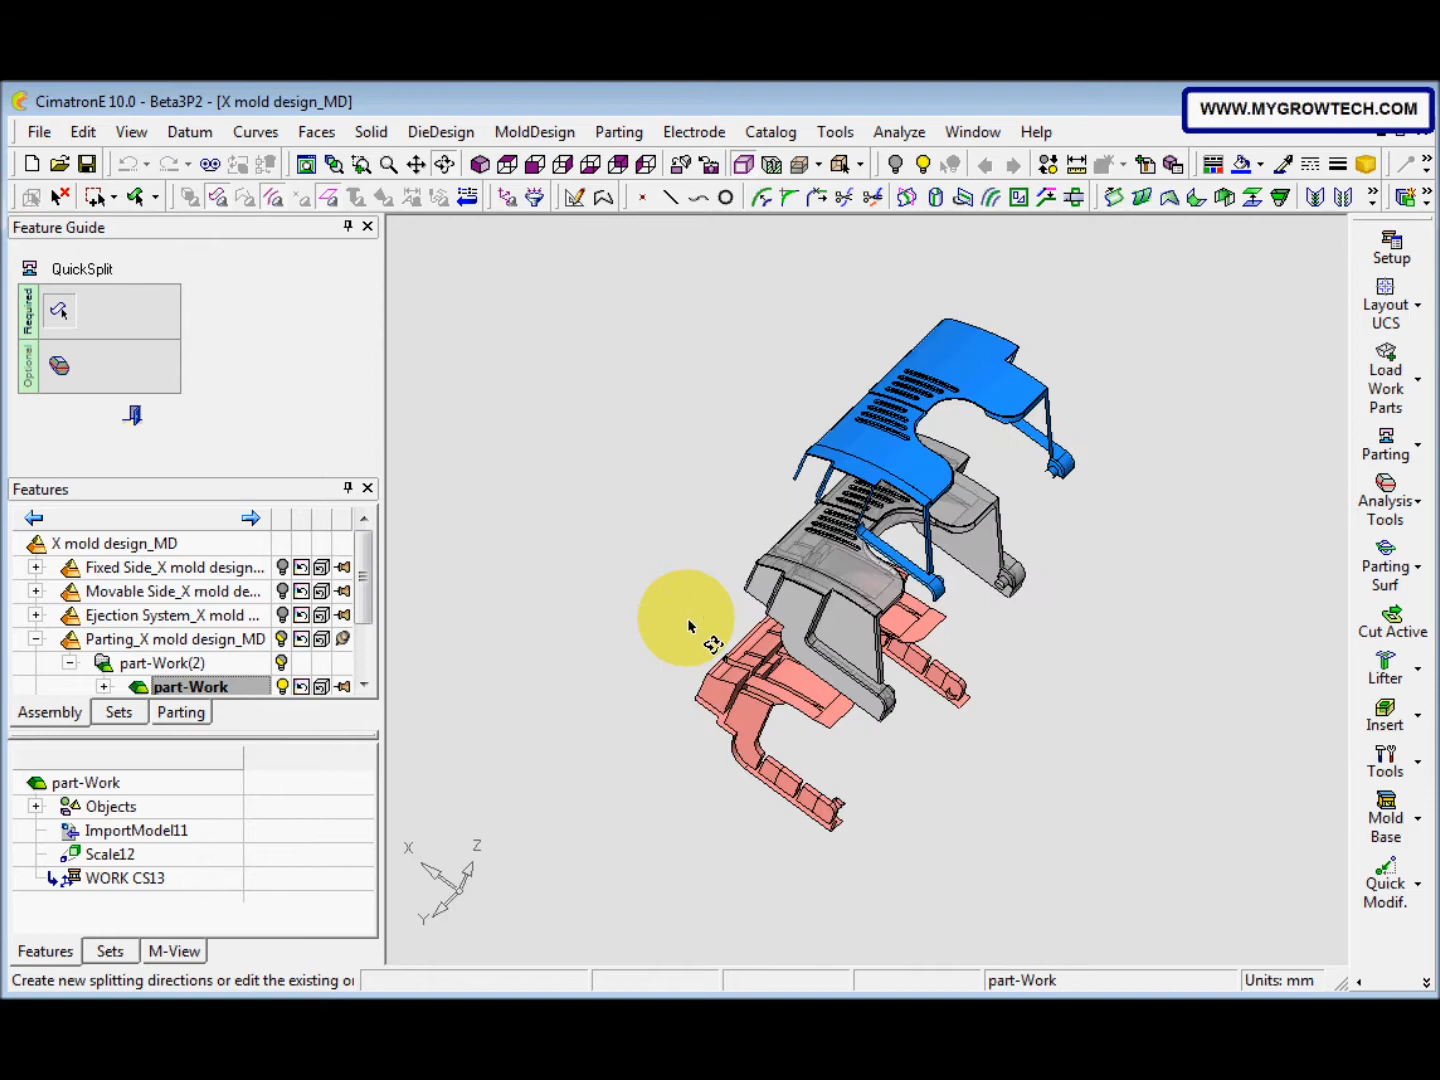 CimatronE 10.0 - Beta3P2 - [X mold design_MD]
WWW.MYGROWTECH.COM
File Edit View Datum Curves Faces Solid DieDesign MoldDesign Parting Electrode Catalog Tools Analyze Window Help
Feature Guide
QuickSplit
Required
Optional
Features
X mold design_MD
Fixed Side_X mold design...
Movable Side_X mold de...
Ejection System_X mold ...
Parting_X mold design_MD
part-Work(2)
part-Work
Assembly Sets Parting
part-Work
Objects
ImportModel11
Scale12
WORK CS13
Features Sets M-View
Create new splitting directions or edit the existing or
part-Work
Units: mm
X
Z
Y
Setup
Layout
UCS
Load
Work
Parts
Parting
Analysis
Tools
Parting
Surf
Cut Active
Lifter
Insert
Tools
Mold
Base
Quick
Modif.